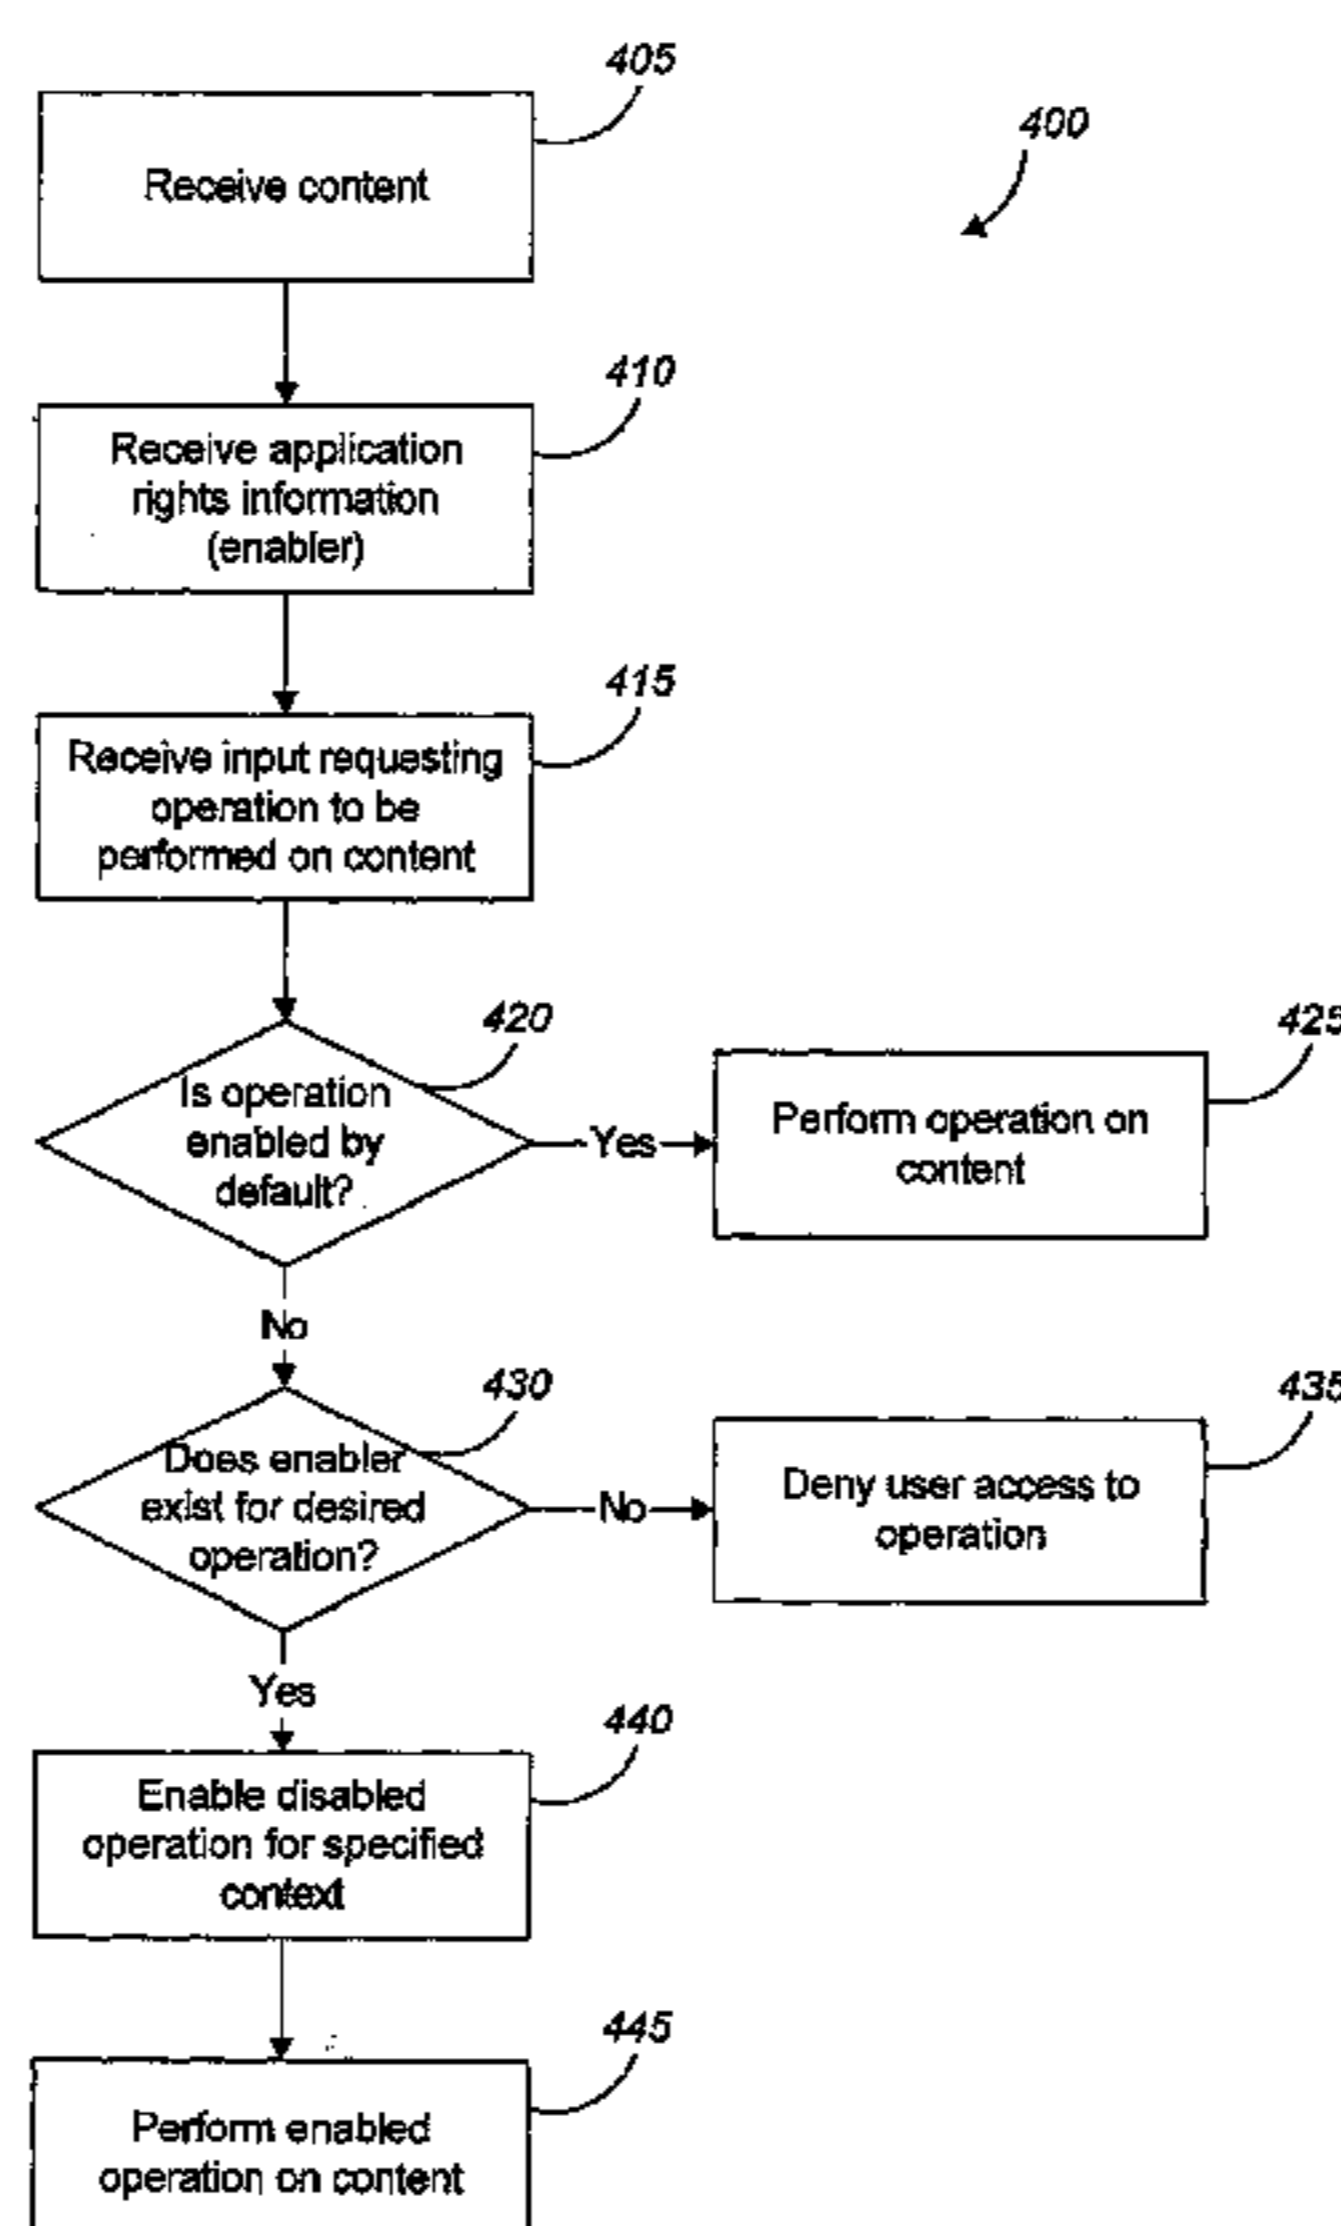 405
400
Receive content
410
Receive application
rights information
(enabler)
415
Receive input requesting
operation to be
performed on content
420
425
Is operation
enabled by
default?
Yes
Perform operation on
content
No
430
435
Does enabler
exist for desired
operation?
No
Deny user access to
operation
Yes
440
Enable disabled
operation for specified
context
445
Perform enabled
operation on content